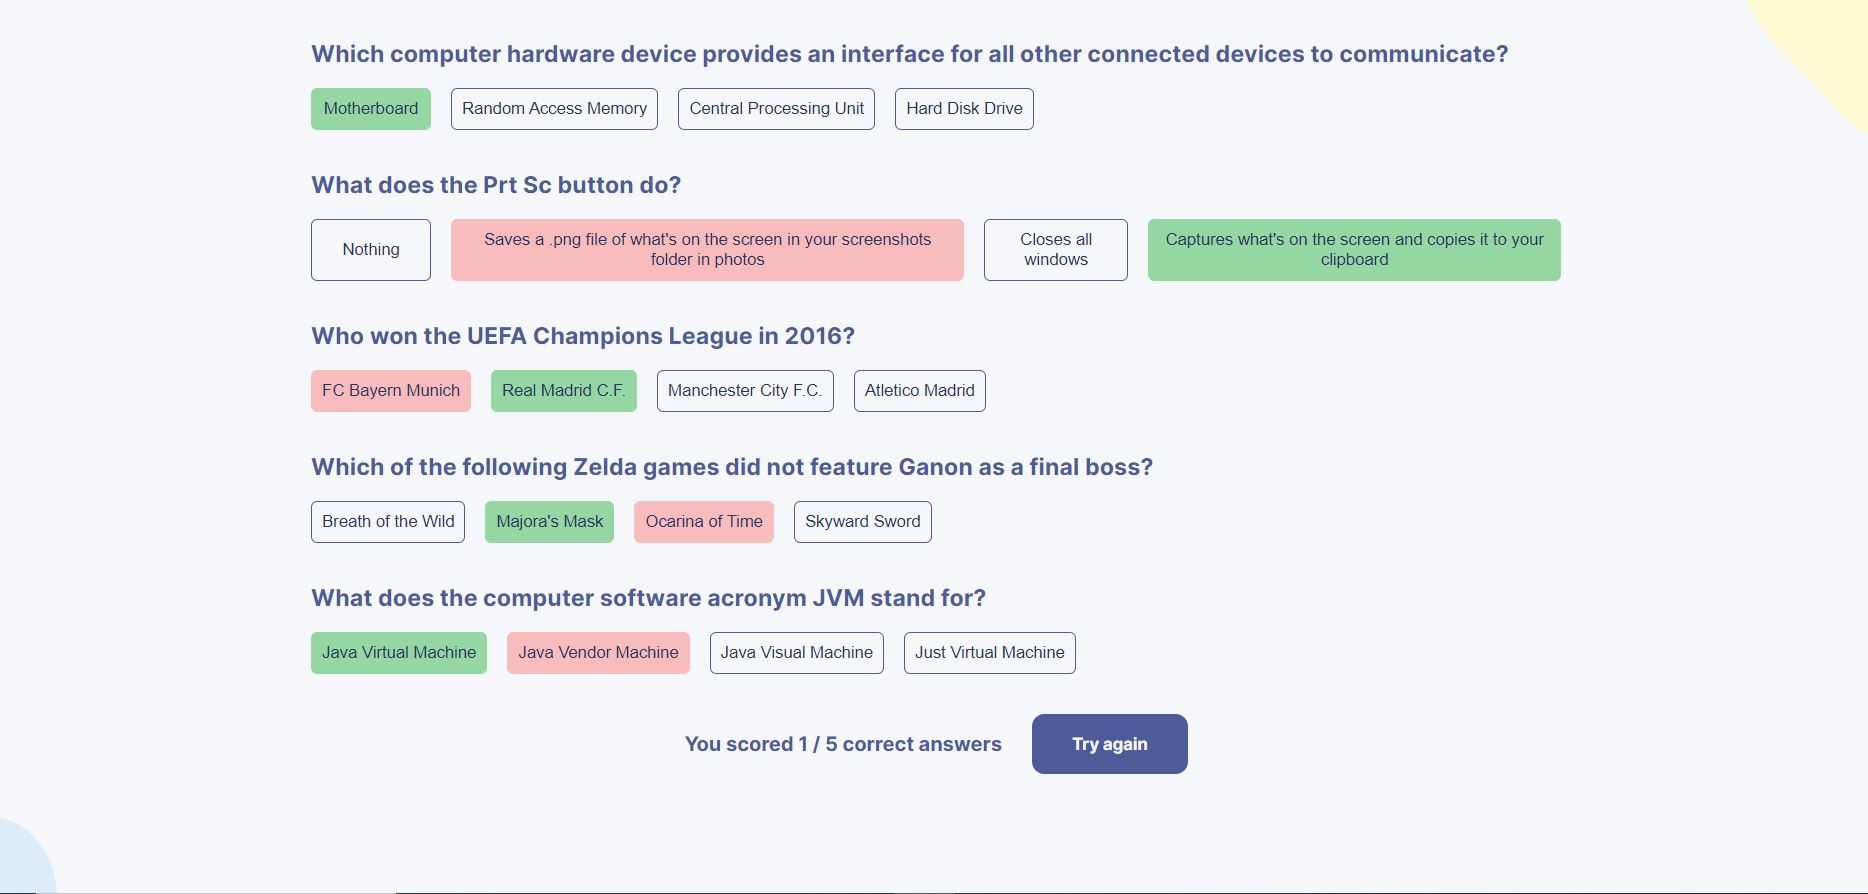 Which computer hardware device provides an interface for all other connected devices to communicate?
Motherboard Random Access Memory Central Processing Unit Hard Disk Drive
What does the Prt Sc button do?
Nothing
Saves a .png file of what's on the screen in your screenshots
folder in photos
Closes all
windows
Captures what's on the screen and copies it to your
clipboard
Who won the UEFA Champions League in 2016?
FC Bayern Munich Real Madrid C.F. Manchester City F.C. Atletico Madrid
Which of the following Zelda games did not feature Ganon as a final boss?
Breath of the Wild Majora's Mask Ocarina of Time Skyward Sword
What does the computer software acronym JVM stand for?
Java Virtual Machine Java Vendor Machine Java Visual Machine Just Virtual Machine
You scored 1 / 5 correct answers Try again